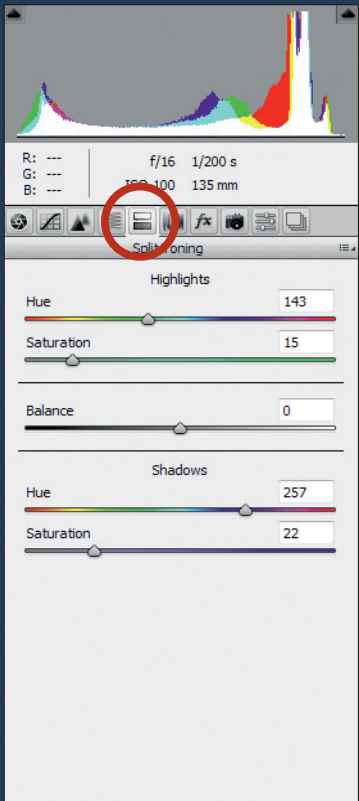 R: --- f/16 1/200 s
G: ---
B: --- ISO 100 135 mm
fx
Split Toning
Highlights
Hue 143
Saturation 15
Balance 0
Shadows
Hue 257
Saturation 22